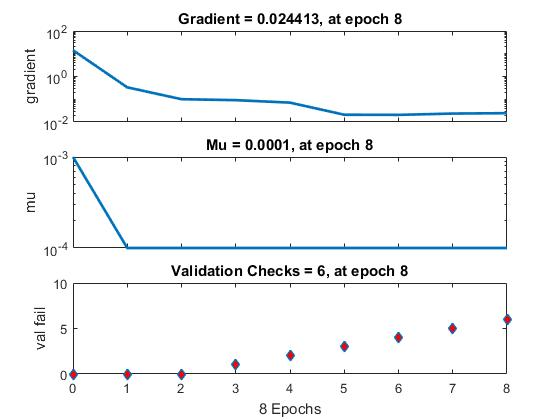 Gradient = 0.024413, at epoch 8
10^2
10^0
10^-2
gradient
Mu = 0.0001, at epoch 8
10^-3
10^-4
mu
Validation Checks = 6, at epoch 8
10
5
0
val fail
0 1 2 3 4 5 6 7 8
8 Epochs